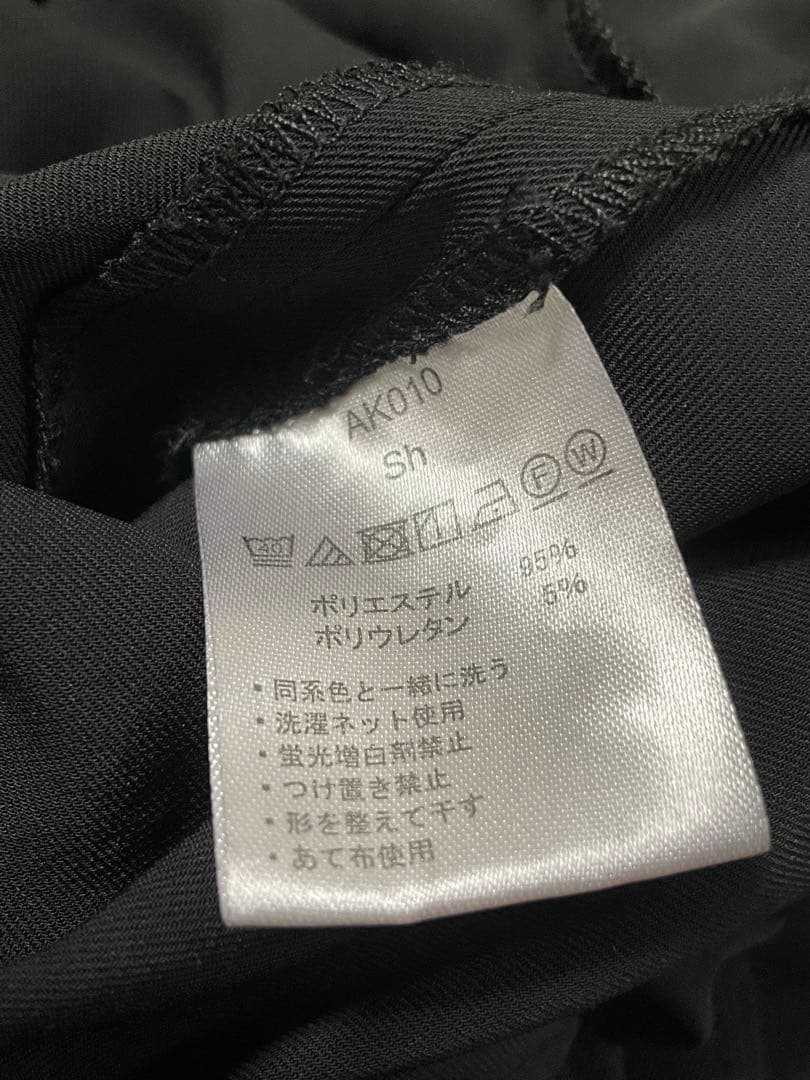 AK010
Sh
40 F W
ポリエステル 95%
ポリウレタン 5%
・同系色と一緒に洗う
・洗濯ネット使用
・蛍光増白剤禁止
・つけ置き禁止
・形を整えて干す
・あて布使用